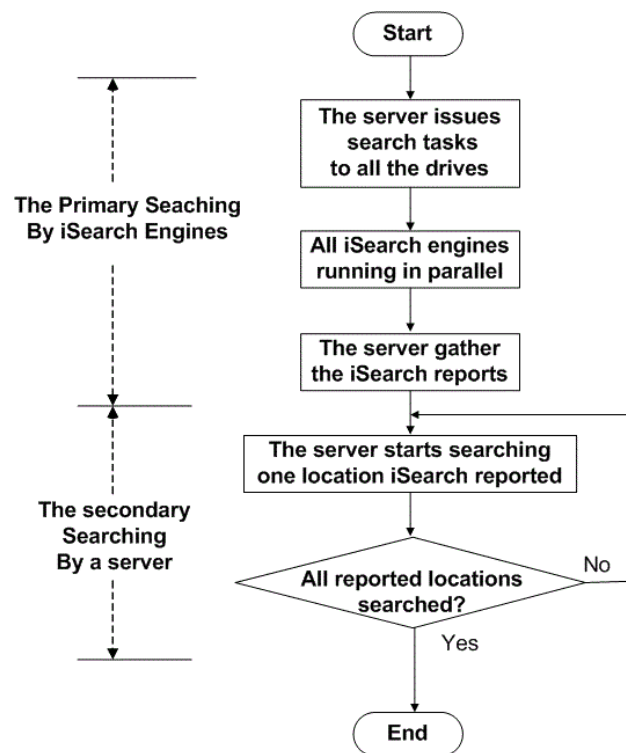 Start
The server issues
search tasks
to all the drives
The Primary Seaching
By iSearch Engines
All iSearch engines
running in parallel
The server gather
the iSearch reports
The server starts searching
one location iSearch reported
The secondary
Searching
By a server
All reported locations
searched?
No
Yes
End